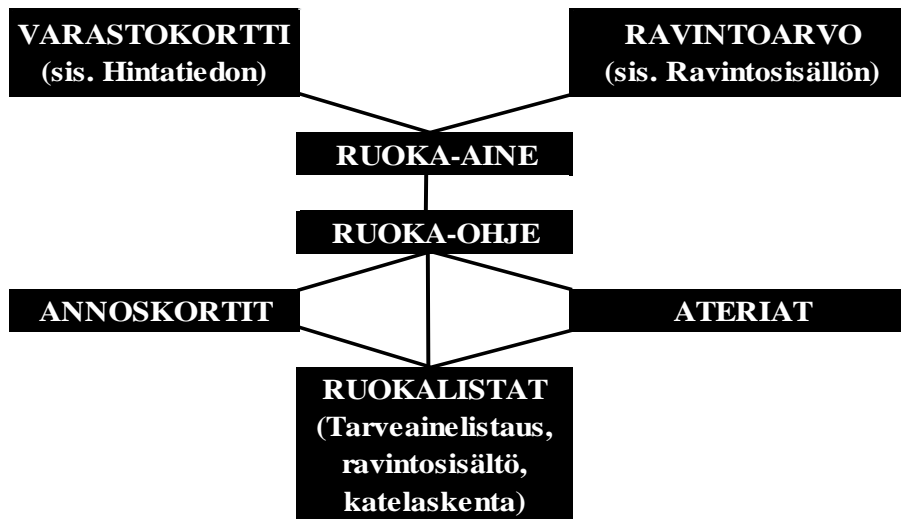 VARASTOKORTTI
(sis. Hintatiedon)
RAVINTOARVO
(sis. Ravintosisällön)
RUOKA-AINE
RUOKA-OHJE
ANNOSKORTIT
ATERIAT
RUOKALISTAT
(Tarveainelistaus,
ravintosisältö,
katelaskenta)